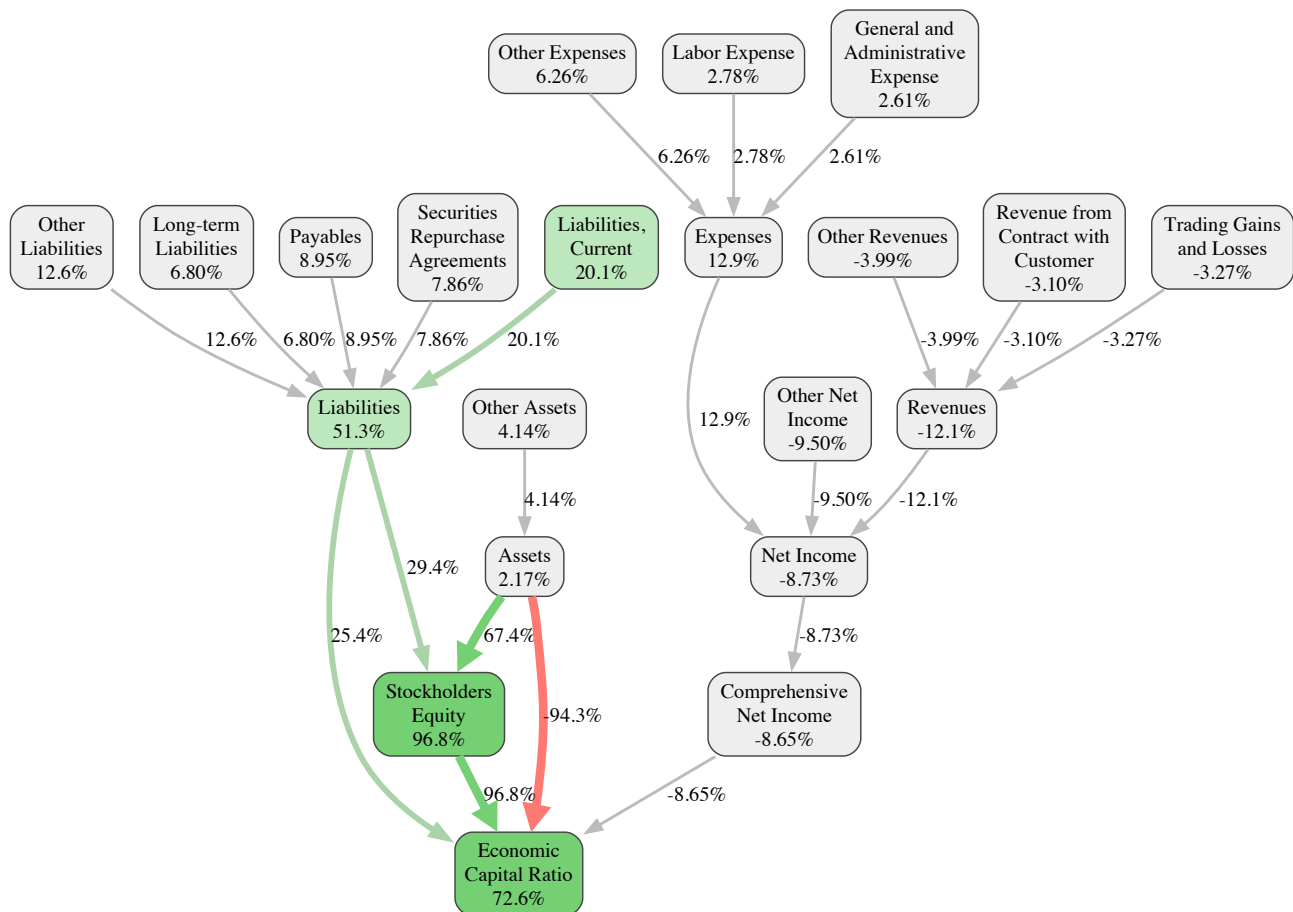 Other Expenses
6.26%
Labor Expense
2.78%
General and
Administrative
Expense
2.61%
6.26%
2.78%
2.61%
Other
Liabilities
12.6%
Long-term
Liabilities
6.80%
Payables
8.95%
Securities
Repurchase
Agreements
7.86%
Liabilities,
Current
20.1%
Expenses
12.9%
Other Revenues
-3.99%
Revenue from
Contract with
Customer
-3.10%
Trading Gains
and Losses
-3.27%
12.6%
6.80%
8.95%
7.86%
20.1%
-3.99%
-3.10%
-3.27%
Liabilities
51.3%
Other Assets
4.14%
12.9%
Other Net
Income
-9.50%
Revenues
-12.1%
4.14%
-9.50%
-12.1%
Assets
2.17%
Net Income
-8.73%
29.4%
25.4%
67.4%
-8.73%
Stockholders
Equity
96.8%
-94.3%
Comprehensive
Net Income
-8.65%
96.8%
-8.65%
Economic
Capital Ratio
72.6%